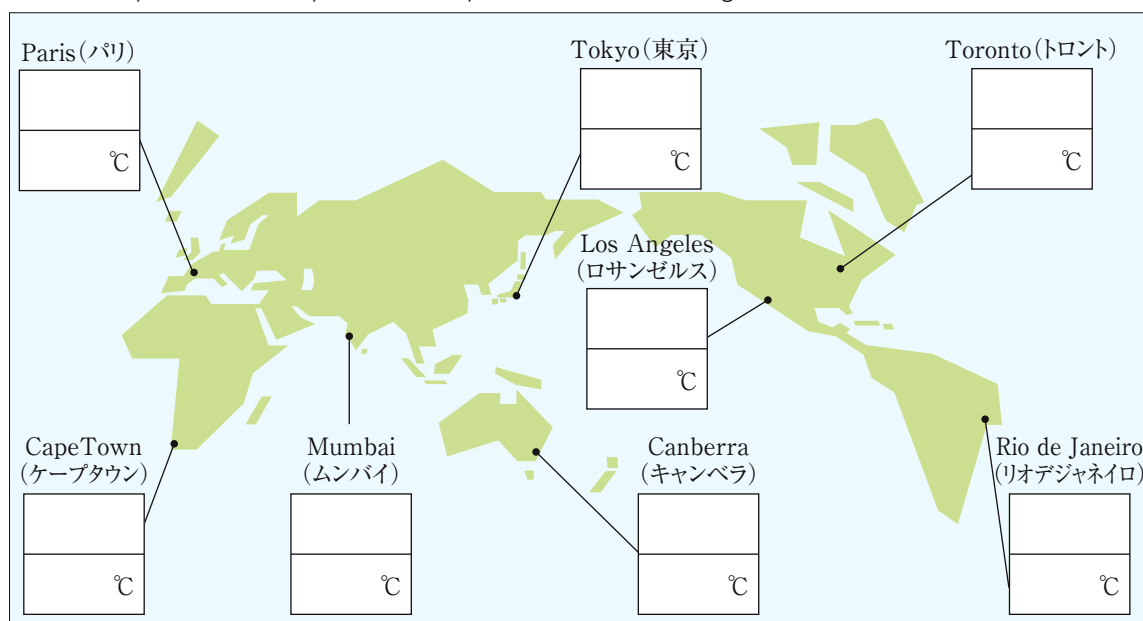 Paris(パリ)
℃
Tokyo(東京)
℃
Toronto(トロント)
℃
Los Angeles
(ロサンゼルス)
℃
CapeTown
(ケープタウン)
℃
Mumbai
(ムンバイ)
℃
Canberra
(キャンベラ)
℃
Rio de Janeiro
(リオデジャネイロ)
℃